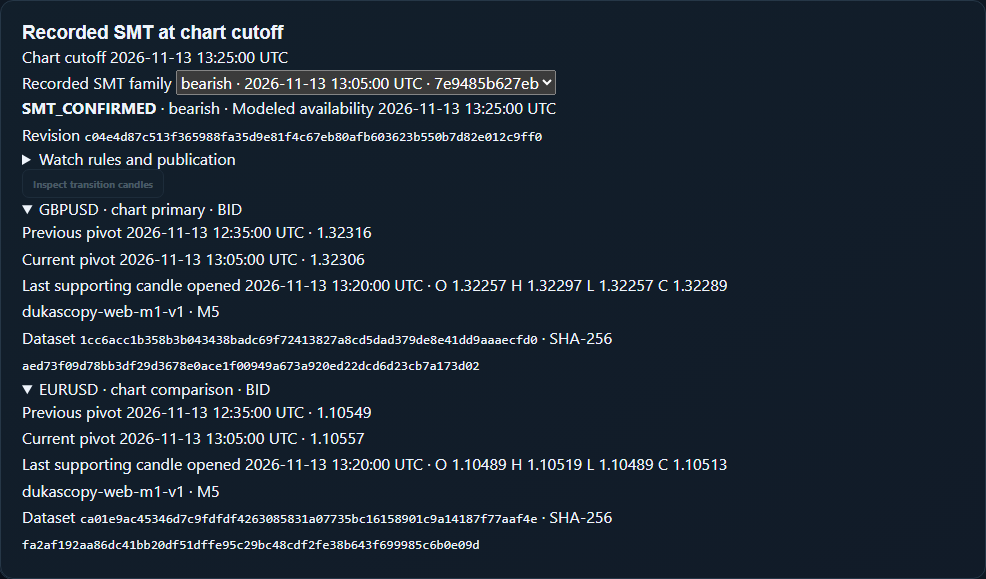 Recorded SMT at chart cutoff
Chart cutoff 2026-11-13 13:25:00 UTC
Recorded SMT family bearish · 2026-11-13 13:05:00 UTC · 7e9485b627eb
SMT_CONFIRMED · bearish · Modeled availability 2026-11-13 13:25:00 UTC
Revision c04e4d87c513f365988fa35d9e81f4c67eb80afb603623b550b7d82e012c9ff0
▶ Watch rules and publication
Inspect transition candles
▼ GBPUSD · chart primary · BID
Previous pivot 2026-11-13 12:35:00 UTC · 1.32316
Current pivot 2026-11-13 13:05:00 UTC · 1.32306
Last supporting candle opened 2026-11-13 13:20:00 UTC · O 1.32257 H 1.32297 L 1.32257 C 1.32289
dukascopy-web-m1-v1 · M5
Dataset 1cc6acc1b358b3b043438badc69f72413827a8cd5dad379de8e41dd9aaaecfd0 · SHA-256
aed73f09d78bb3df29d3678e0ace1f00949a673a920ed22dcd6d23cb7a173d02
▼ EURUSD · chart comparison · BID
Previous pivot 2026-11-13 12:35:00 UTC · 1.10549
Current pivot 2026-11-13 13:05:00 UTC · 1.10557
Last supporting candle opened 2026-11-13 13:20:00 UTC · O 1.10489 H 1.10519 L 1.10489 C 1.10513
dukascopy-web-m1-v1 · M5
Dataset ca01e9ac45346d7c9fdfdf4263085831a07735bc16158901c9a14187f77aaf4e · SHA-256
fa2af192aa86dc41bb20df51dffe95c29bc48cdf2fe38b643f699985c6b0e09d